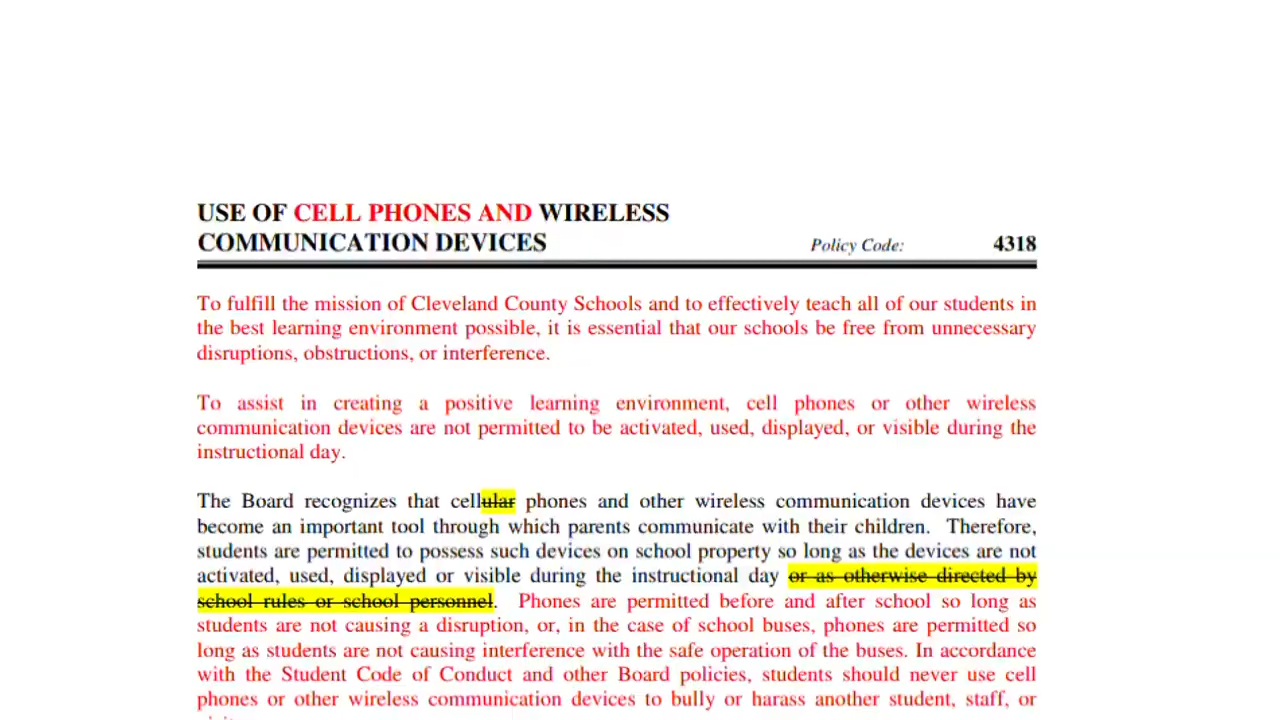 USE OF CELL PHONES AND WIRELESS
COMMUNICATION DEVICES Policy Code: 4318
To fulfill the mission of Cleveland County Schools and to effectively teach all of our students in
the best learning environment possible, it is essential that our schools be free from unnecessary
disruptions, obstructions, or interference.
To assist in creating a positive learning environment, cell phones or other wireless
communication devices are not permitted to be activated, used, displayed, or visible during the
instructional day.
The Board recognizes that cellular phones and other wireless communication devices have
become an important tool through which parents communicate with their children. Therefore,
students are permitted to possess such devices on school property so long as the devices are not
activated, used, displayed or visible during the instructional day or as otherwise directed by
school rules or school personnel. Phones are permitted before and after school so long as
students are not causing a disruption, or, in the case of school buses, phones are permitted so
long as students are not causing interference with the safe operation of the buses. In accordance
with the Student Code of Conduct and other Board policies, students should never use cell
phones or other wireless communication devices to bully or harass another student, staff, or